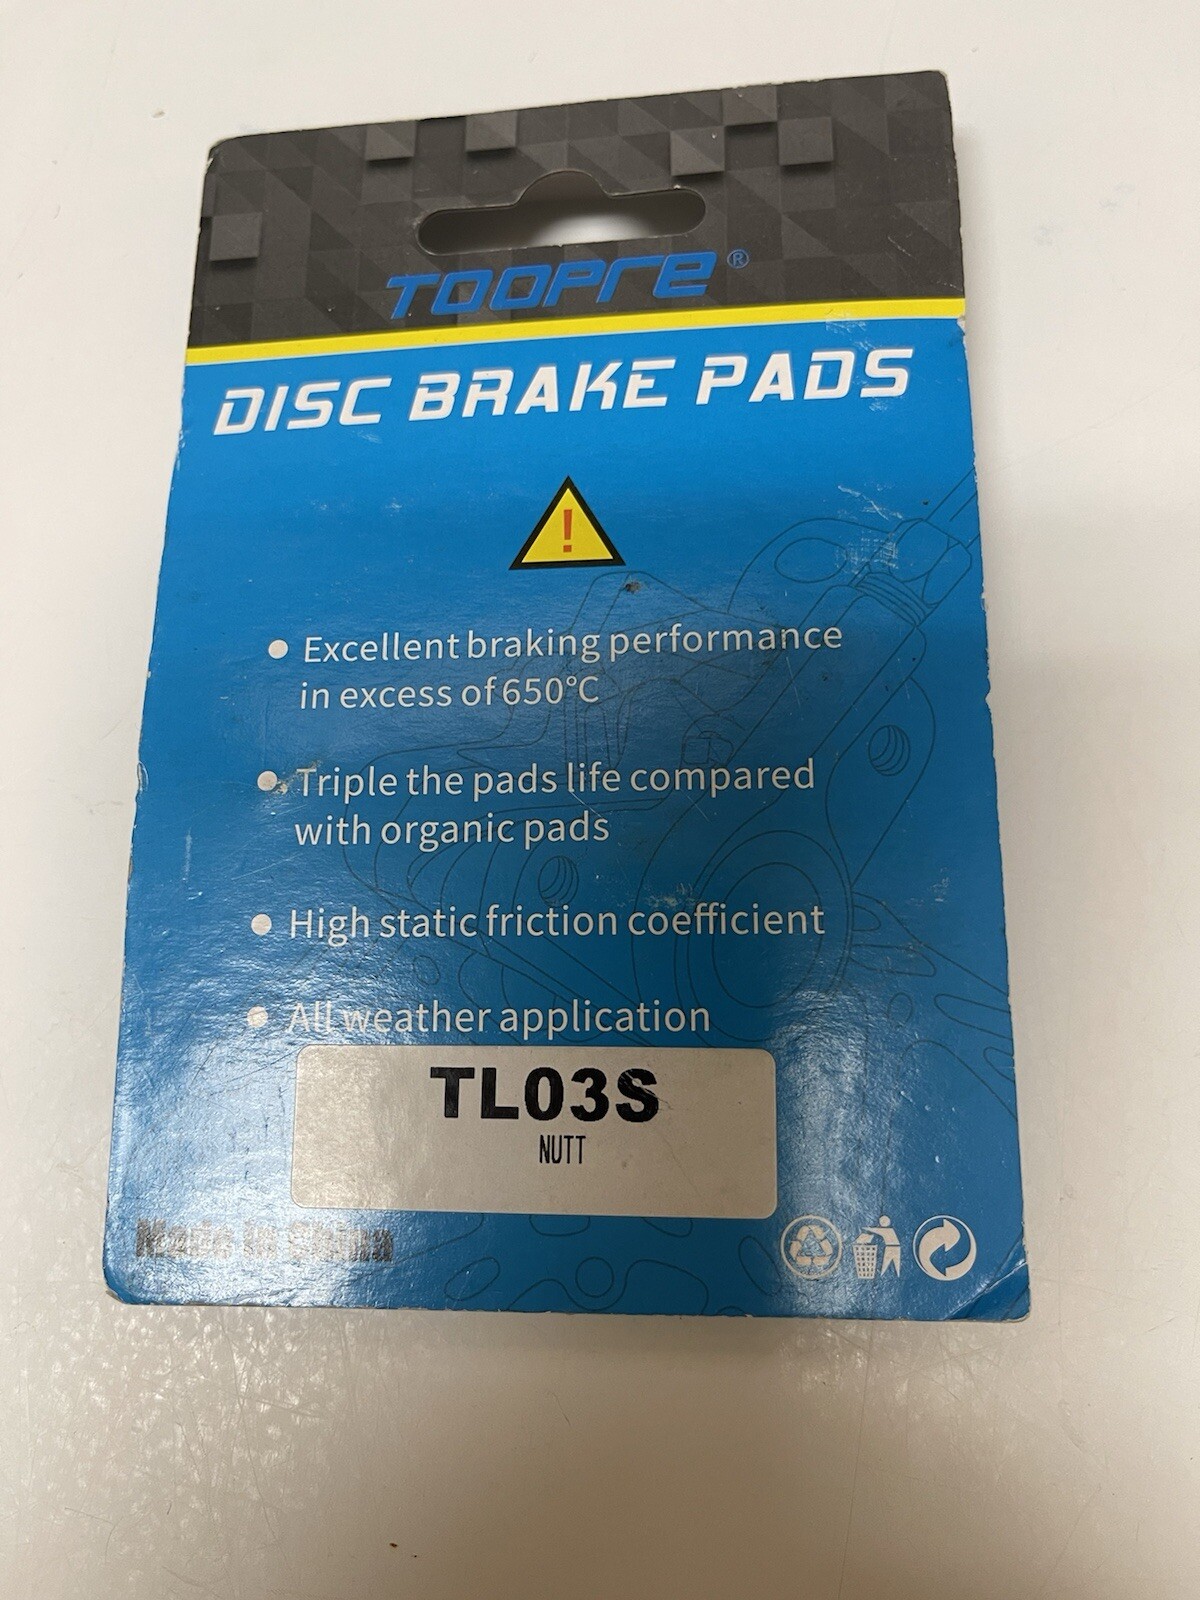 TOOPre®
DISC BRAKE PADS
!
● Excellent braking performance
in excess of 650°C
● Triple the pads life compared
with organic pads
● High static friction coefficient
● All weather application
TL03S
NUTT
Made in China